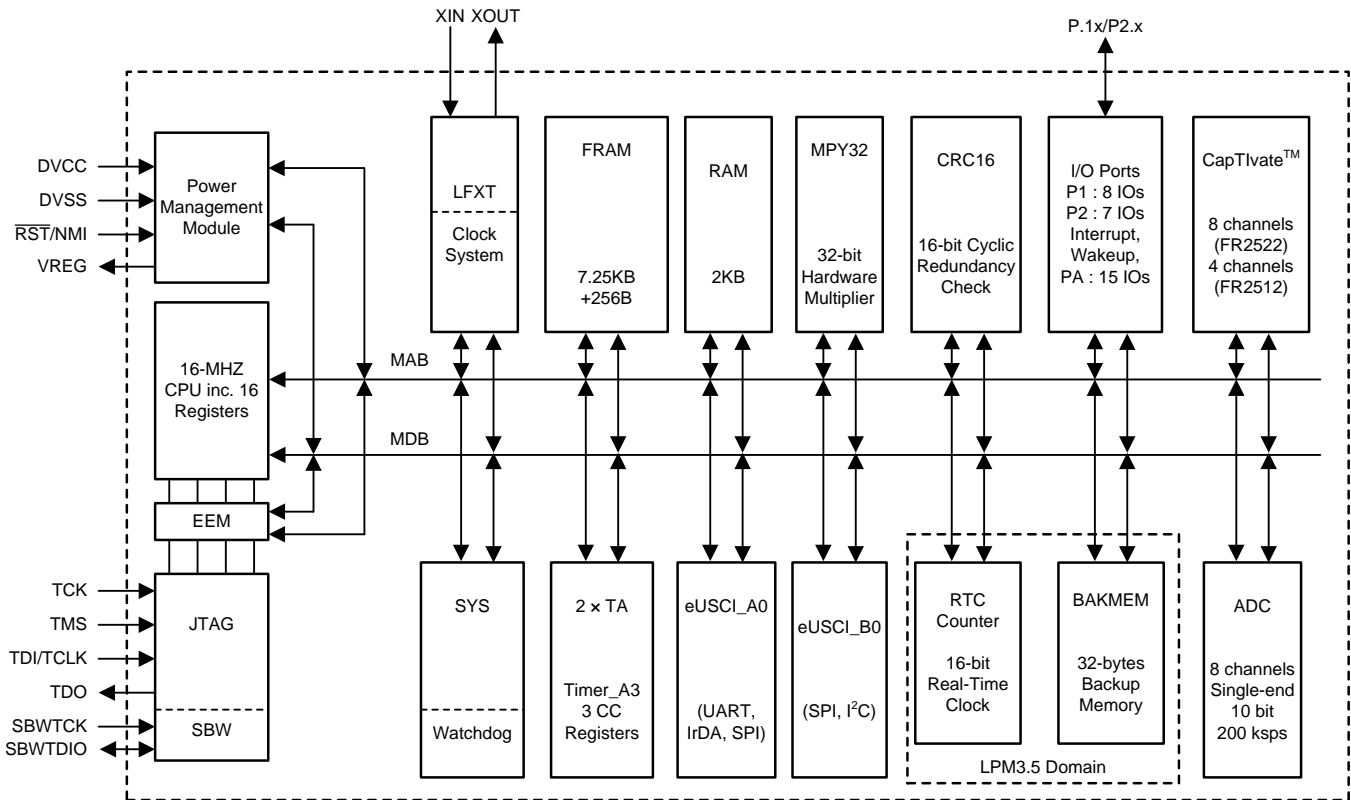 XIN XOUT
P.1x/P2.x
DVCC
DVSS
RST/NMI
VREG
Power
Management
Module
LFXT
Clock
System
FRAM
7.25KB
+256B
RAM
2KB
MPY32
32-bit
Hardware
Multiplier
CRC16
16-bit Cyclic
Redundancy
Check
I/O Ports
P1 : 8 IOs
P2 : 7 IOs
Interrupt,
Wakeup,
PA : 15 IOs
CapTIvate™
8 channels
(FR2522)
4 channels
(FR2512)
16-MHZ
CPU inc. 16
Registers
MAB
MDB
EEM
TCK
TMS
TDI/TCLK
TDO
SBWTCK
SBWTDIO
JTAG
SBW
SYS
Watchdog
2 × TA
Timer_A3
3 CC
Registers
eUSCI_A0
(UART,
IrDA, SPI)
eUSCI_B0
(SPI, I²C)
RTC
Counter
16-bit
Real-Time
Clock
BAKMEM
32-bytes
Backup
Memory
LPM3.5 Domain
ADC
8 channels
Single-end
10 bit
200 ksps